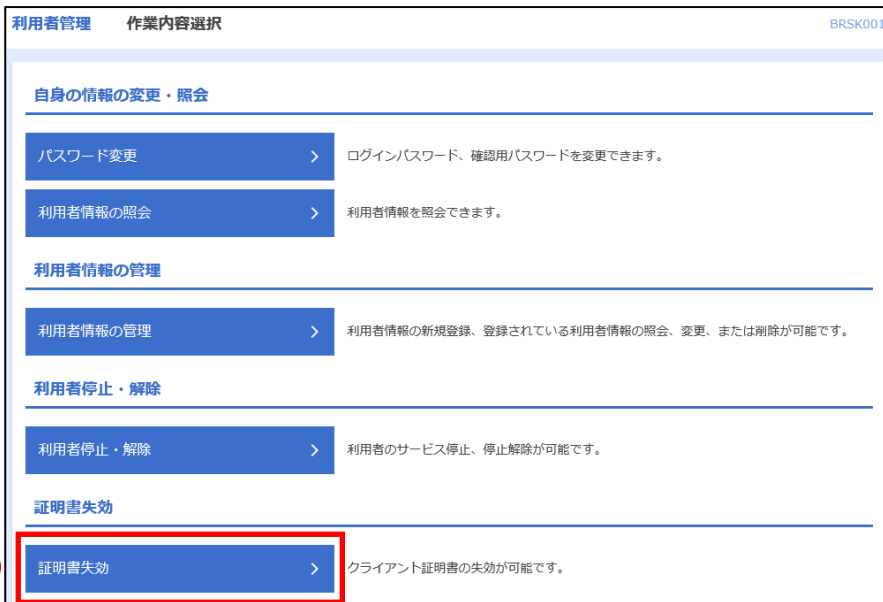 利用者管理 作業内容選択 BRSK001
自身の情報の変更・照会
パスワード変更 ログインパスワード、確認用パスワードを変更できます。
利用者情報の照会 利用者情報を照会できます。
利用者情報の管理
利用者情報の管理 利用者情報の新規登録、登録されている利用者情報の照会、変更、または削除が可能です。
利用者停止・解除
利用者停止・解除 利用者のサービス停止、停止解除が可能です。
証明書失効
証明書失効 クライアント証明書の失効が可能です。